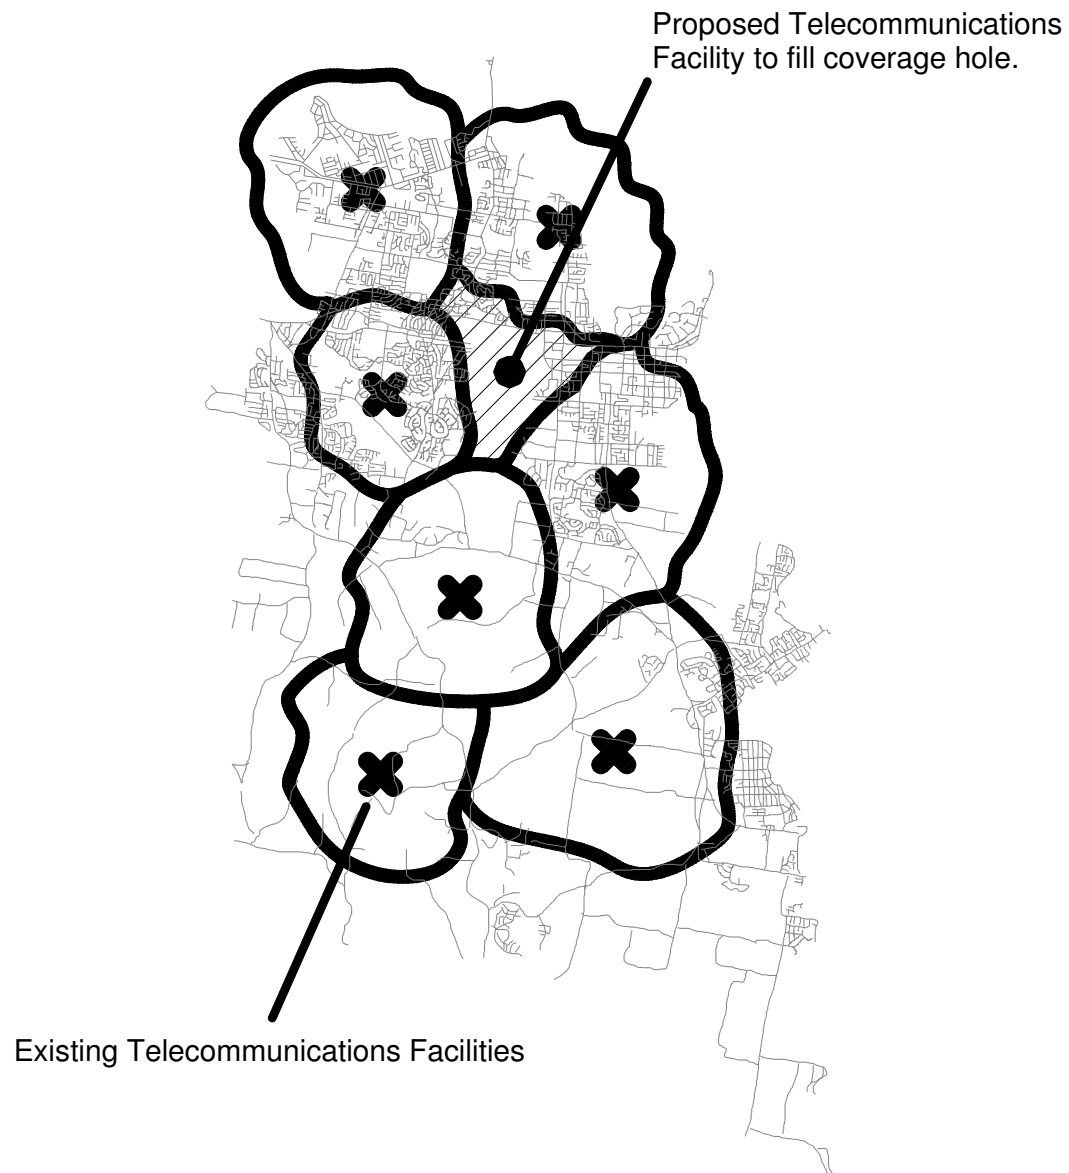 Proposed Telecommunications
Facility to fill coverage hole.
Existing Telecommunications Facilities